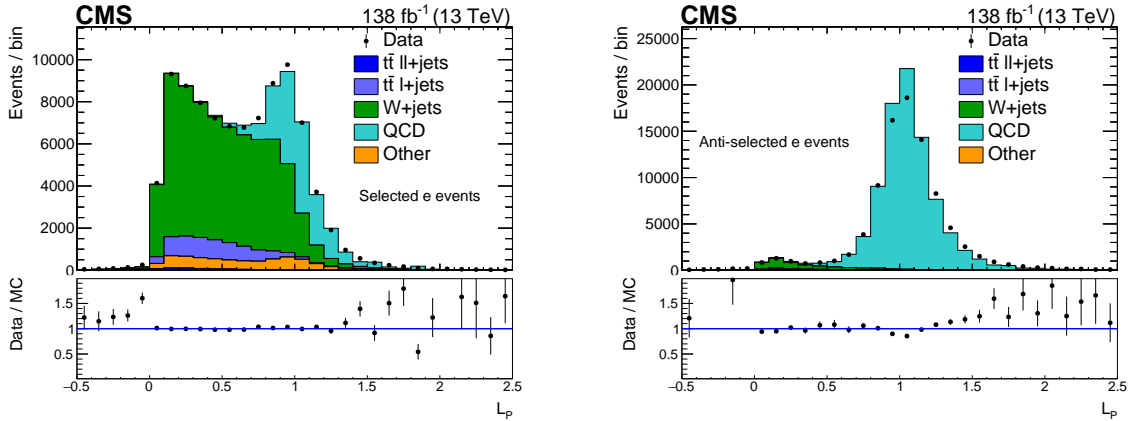 CMS 138 fb⁻¹ (13 TeV)
Events / bin
10000
8000
6000
4000
2000
0
Data
tt̄ ll+jets
tt̄ l+jets
W+jets
QCD
Other
Selected e events
Data / MC
1.5
1
0.5
−0.5 0 0.5 1 1.5 2 2.5
L_P
CMS 138 fb⁻¹ (13 TeV)
Events / bin
25000
20000
15000
10000
5000
0
Data
tt̄ ll+jets
tt̄ l+jets
W+jets
QCD
Other
Anti-selected e events
Data / MC
1.5
1
0.5
−0.5 0 0.5 1 1.5 2 2.5
L_P